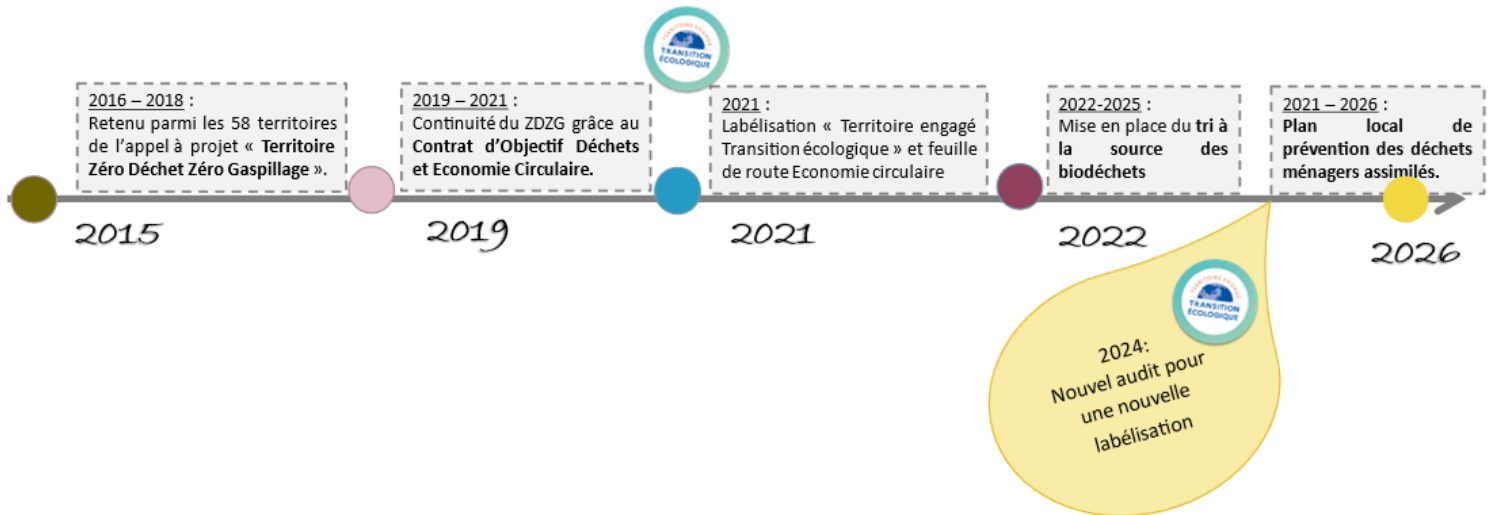 TERRITOIRE ENGAGÉ
TRANSITION
ÉCOLOGIQUE
2016 – 2018 :
Retenu parmi les 58 territoires
de l'appel à projet « Territoire
Zéro Déchet Zéro Gaspillage ».
2019 – 2021 :
Continuité du ZDZG grâce au
Contrat d'Objectif Déchets
et Economie Circulaire.
2021 :
Labélisation « Territoire engagé
Transition écologique » et feuille
de route Economie circulaire
2022-2025 :
Mise en place du tri à
la source des
biodéchets
2021 – 2026 :
Plan local de
prévention des déchets
ménagers assimilés.
2015
2019
2021
2022
2026
TERRITOIRE ENGAGÉ
TRANSITION
ÉCOLOGIQUE
2024:
Nouvel audit pour
une nouvelle
labélisation